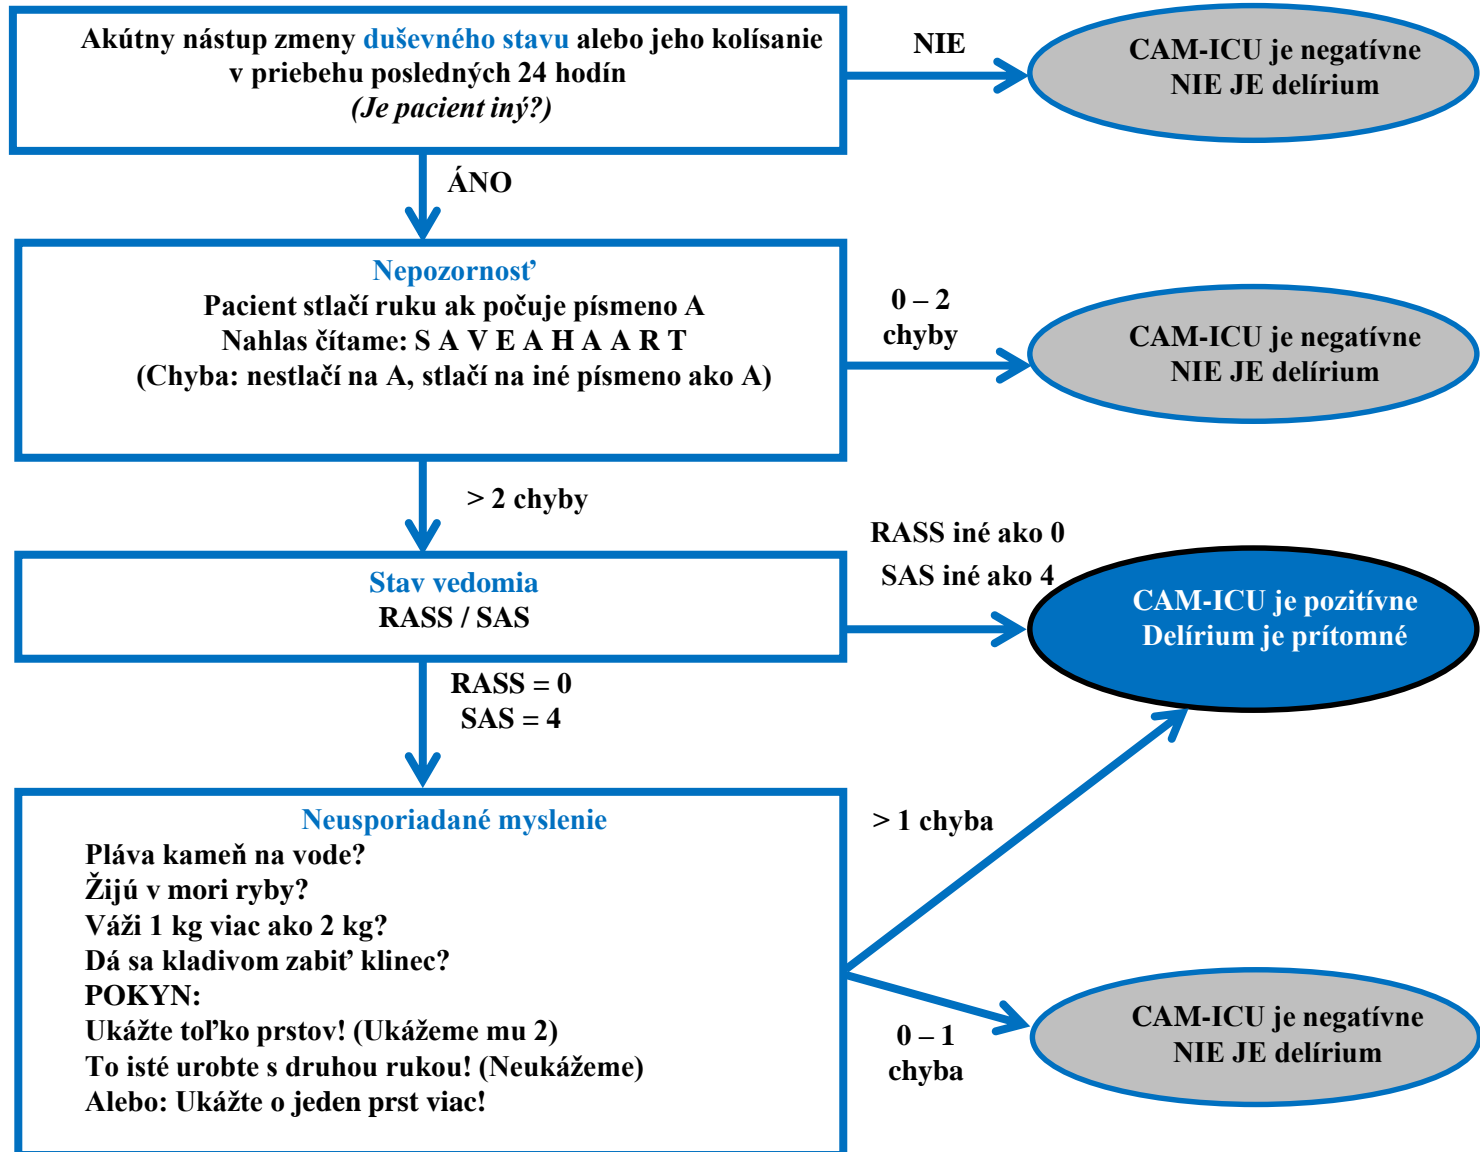 Akútny nástup zmeny duševného stavu alebo jeho kolísanie
v priebehu posledných 24 hodín
(Je pacient iný?)
NIE
CAM-ICU je negatívne
NIE JE delírium
ÁNO
Nepozornosť
Pacient stlačí ruku ak počuje písmeno A
Nahlas čítame: S A V E A H A A R T
(Chyba: nestlačí na A, stlačí na iné písmeno ako A)
0 – 2
chyby
CAM-ICU je negatívne
NIE JE delírium
> 2 chyby
Stav vedomia
RASS / SAS
RASS iné ako 0
SAS iné ako 4
CAM-ICU je pozitívne
Delírium je prítomné
RASS = 0
SAS = 4
Neusporiadané myslenie
Pláva kameň na vode?
Žijú v mori ryby?
Váži 1 kg viac ako 2 kg?
Dá sa kladivom zabiť klinec?
POKYN:
Ukážte toľko prstov! (Ukážeme mu 2)
To isté urobte s druhou rukou! (Neukážeme)
Alebo: Ukážte o jeden prst viac!
> 1 chyba
0 – 1
chyba
CAM-ICU je negatívne
NIE JE delírium